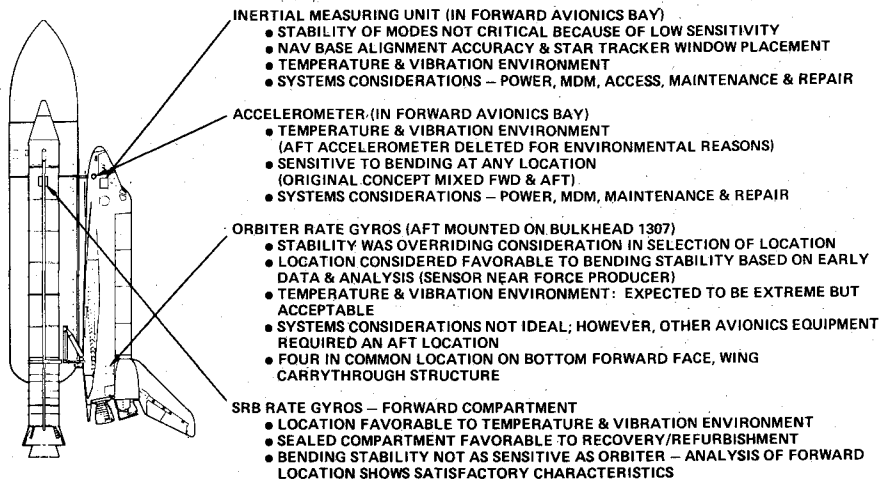 INERTIAL MEASURING UNIT (IN FORWARD AVIONICS BAY)
• STABILITY OF MODES NOT CRITICAL BECAUSE OF LOW SENSITIVITY
• NAV BASE ALIGNMENT ACCURACY & STAR TRACKER WINDOW PLACEMENT
• TEMPERATURE & VIBRATION ENVIRONMENT
• SYSTEMS CONSIDERATIONS – POWER, MDM, ACCESS, MAINTENANCE & REPAIR
ACCELEROMETER (IN FORWARD AVIONICS BAY)
• TEMPERATURE & VIBRATION ENVIRONMENT
(AFT ACCELEROMETER DELETED FOR ENVIRONMENTAL REASONS)
• SENSITIVE TO BENDING AT ANY LOCATION
(ORIGINAL CONCEPT MIXED FWD & AFT)
• SYSTEMS CONSIDERATIONS – POWER, MDM, MAINTENANCE & REPAIR
ORBITER RATE GYROS (AFT MOUNTED ON BULKHEAD 1307)
• STABILITY WAS OVERRIDING CONSIDERATION IN SELECTION OF LOCATION
• LOCATION CONSIDERED FAVORABLE TO BENDING STABILITY BASED ON EARLY
DATA & ANALYSIS (SENSOR NEAR FORCE PRODUCER)
• TEMPERATURE & VIBRATION ENVIRONMENT: EXPECTED TO BE EXTREME BUT
ACCEPTABLE
• SYSTEMS CONSIDERATIONS NOT IDEAL; HOWEVER, OTHER AVIONICS EQUIPMENT
REQUIRED AN AFT LOCATION
• FOUR IN COMMON LOCATION ON BOTTOM FORWARD FACE, WING
CARRYTHROUGH STRUCTURE
SRB RATE GYROS – FORWARD COMPARTMENT
• LOCATION FAVORABLE TO TEMPERATURE & VIBRATION ENVIRONMENT
• SEALED COMPARTMENT FAVORABLE TO RECOVERY/REFURBISHMENT
• BENDING STABILITY NOT AS SENSITIVE AS ORBITER – ANALYSIS OF FORWARD
LOCATION SHOWS SATISFACTORY CHARACTERISTICS